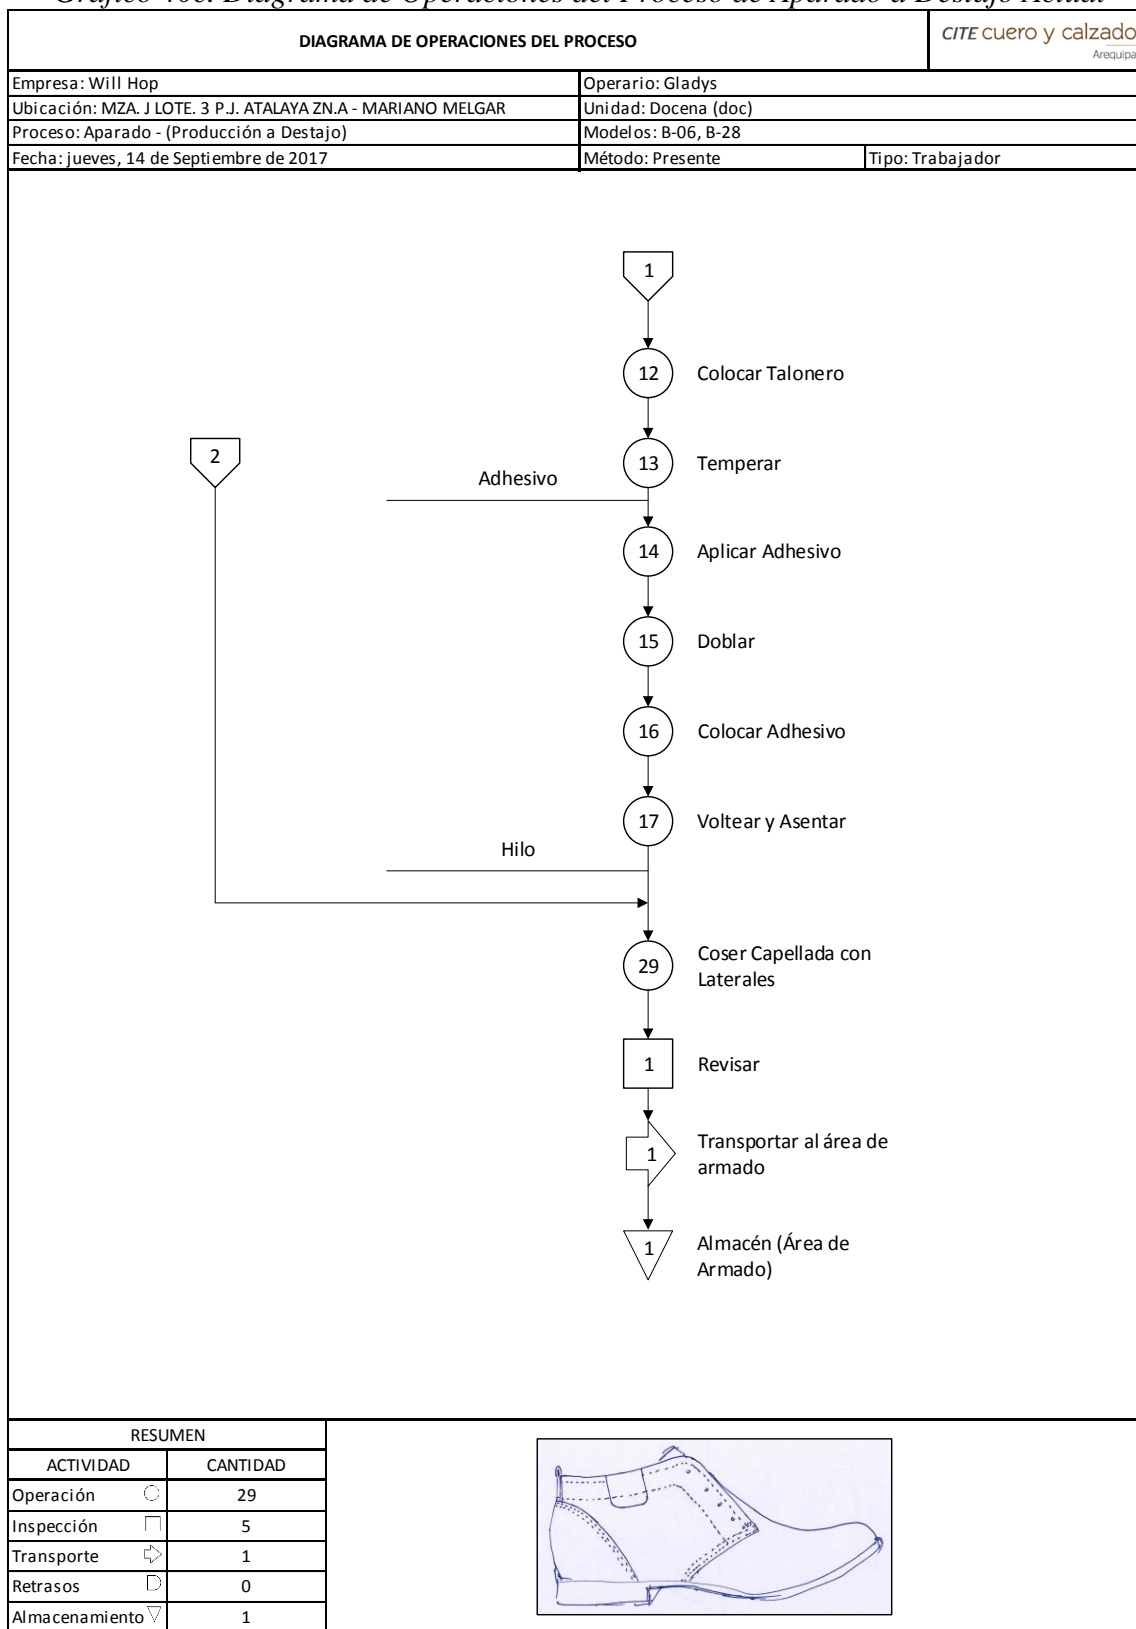 Gráfico 46c. Diagrama de Operaciones del Proceso de Aparado a Destajo Actual
DIAGRAMA DE OPERACIONES DEL PROCESO
CITE cuero y calzado
Arequipa
Empresa: Will Hop
Operario: Gladys
Ubicación: MZA. J LOTE. 3 P.J. ATALAYA ZN.A - MARIANO MELGAR
Unidad: Docena (doc)
Proceso: Aparado - (Producción a Destajo)
Modelos: B-06, B-28
Fecha: jueves, 14 de Septiembre de 2017
Método: Presente
Tipo: Trabajador
1
12 Colocar Talonero
2
13 Temperar
Adhesivo
14 Aplicar Adhesivo
15 Doblar
16 Colocar Adhesivo
17 Voltear y Asentar
Hilo
29 Coser Capellada con
Laterales
1 Revisar
1 Transportar al área de
armado
1 Almacén (Área de
Armado)
RESUMEN
ACTIVIDAD CANTIDAD
Operación 29
Inspección 5
Transporte 1
Retrasos 0
Almacenamiento 1